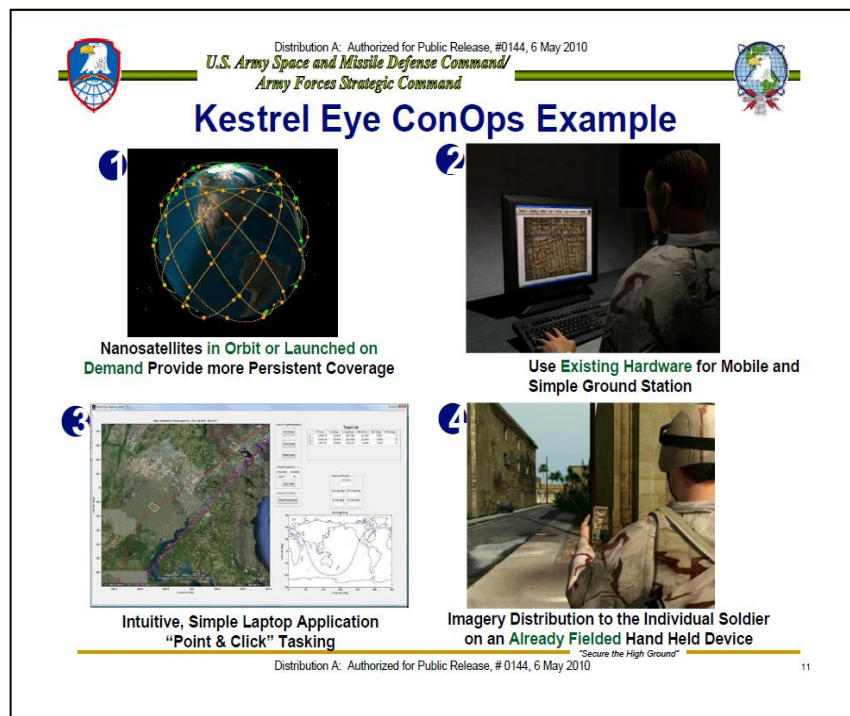 Distribution A: Authorized for Public Release, #0144, 6 May 2010
U.S. Army Space and Missile Defense Command/
Army Forces Strategic Command
Kestrel Eye ConOps Example
1
Nanosatellites in Orbit or Launched on
Demand Provide more Persistent Coverage
2
Use Existing Hardware for Mobile and
Simple Ground Station
3
Intuitive, Simple Laptop Application
“Point & Click” Tasking
4
Imagery Distribution to the Individual Soldier
on an Already Fielded Hand Held Device
"Secure the High Ground"
Distribution A: Authorized for Public Release, # 0144, 6 May 2010
11